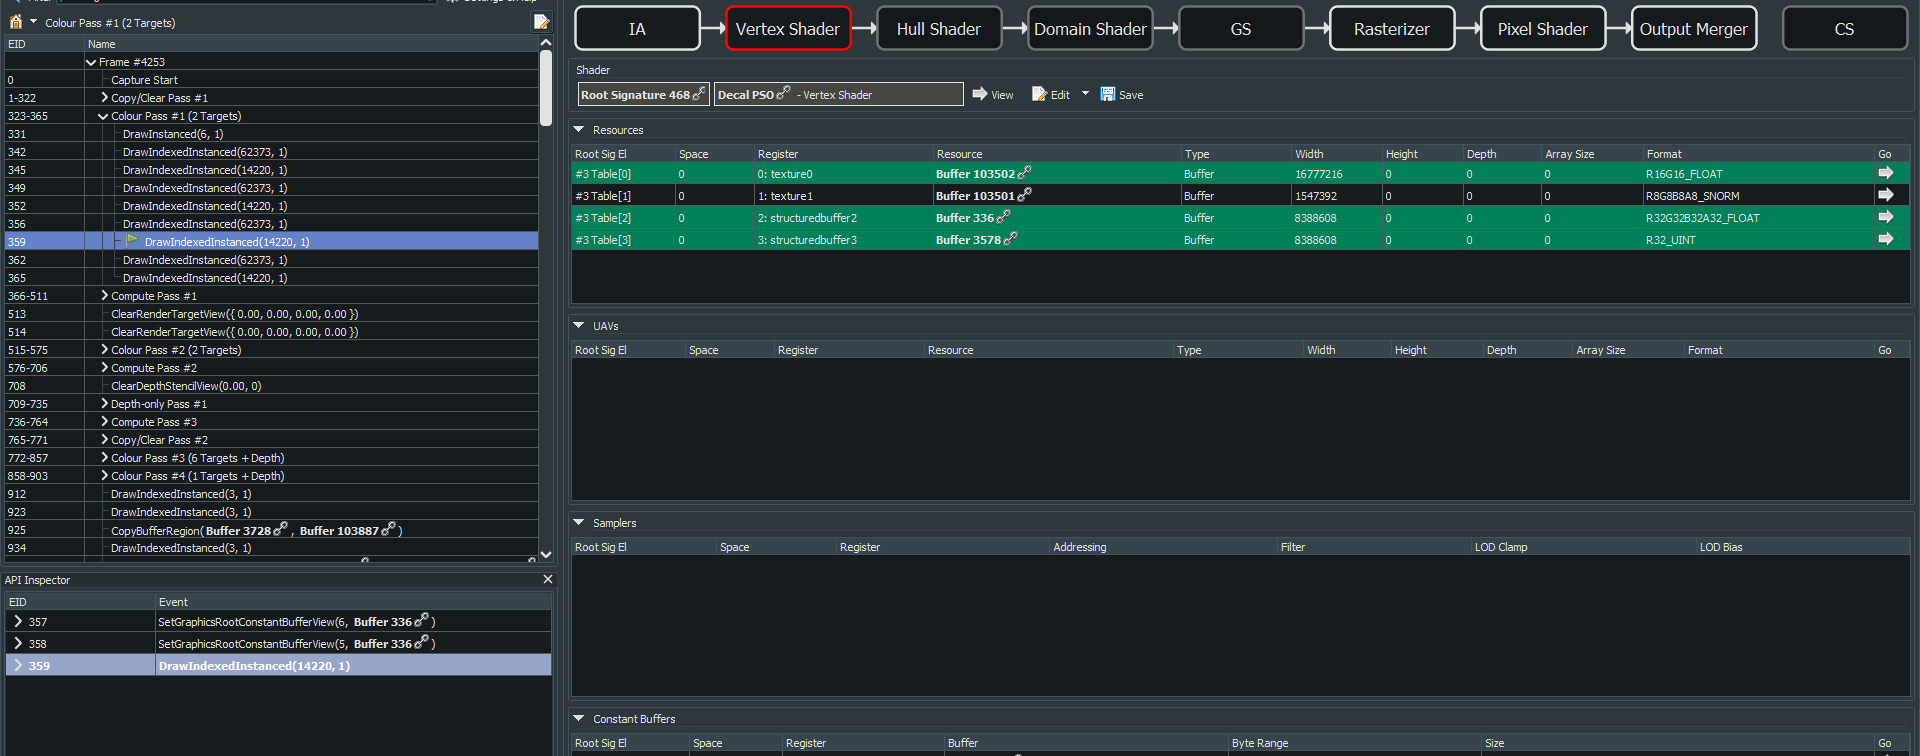 Colour Pass #1 (2 Targets)
EID Name
Frame #4253
0 Capture Start
1-322 Copy/Clear Pass #1
323-365 Colour Pass #1 (2 Targets)
331 DrawInstanced(6, 1)
342 DrawIndexedInstanced(62373, 1)
345 DrawIndexedInstanced(14220, 1)
349 DrawIndexedInstanced(62373, 1)
352 DrawIndexedInstanced(14220, 1)
356 DrawIndexedInstanced(62373, 1)
359 DrawIndexedInstanced(14220, 1)
362 DrawIndexedInstanced(62373, 1)
365 DrawIndexedInstanced(14220, 1)
366-511 Compute Pass #1
513 ClearRenderTargetView({ 0.00, 0.00, 0.00, 0.00 })
514 ClearRenderTargetView({ 0.00, 0.00, 0.00, 0.00 })
515-575 Colour Pass #2 (2 Targets)
576-706 Compute Pass #2
708 ClearDepthStencilView(0.00, 0)
709-735 Depth-only Pass #1
736-764 Compute Pass #3
765-771 Copy/Clear Pass #2
772-857 Colour Pass #3 (6 Targets + Depth)
858-903 Colour Pass #4 (1 Targets + Depth)
912 DrawIndexedInstanced(3, 1)
923 DrawIndexedInstanced(3, 1)
925 CopyBufferRegion( Buffer 3728 , Buffer 103887 )
934 DrawIndexedInstanced(3, 1)
API Inspector
EID Event
357 SetGraphicsRootConstantBufferView(6, Buffer 336 )
358 SetGraphicsRootConstantBufferView(5, Buffer 336 )
359 DrawIndexedInstanced(14220, 1)
IA Vertex Shader Hull Shader Domain Shader GS Rasterizer Pixel Shader Output Merger CS
Shader
Root Signature 468 Decal PSO - Vertex Shader View Edit Save
Resources
Root Sig El Space Register Resource Type Width Height Depth Array Size Format Go
#3 Table[0] 0 0: texture0 Buffer 103502 Buffer 16777216 0 0 0 R16G16_FLOAT
#3 Table[1] 0 1: texture1 Buffer 103501 Buffer 1547392 0 0 0 R8G8B8A8_SNORM
#3 Table[2] 0 2: structuredbuffer2 Buffer 336 Buffer 8388608 0 0 0 R32G32B32A32_FLOAT
#3 Table[3] 0 3: structuredbuffer3 Buffer 3578 Buffer 8388608 0 0 0 R32_UINT
UAVs
Root Sig El Space Register Resource Type Width Height Depth Array Size Format Go
Samplers
Root Sig El Space Register Addressing Filter LOD Clamp LOD Bias
Constant Buffers
Root Sig El Space Register Buffer Byte Range Size Go